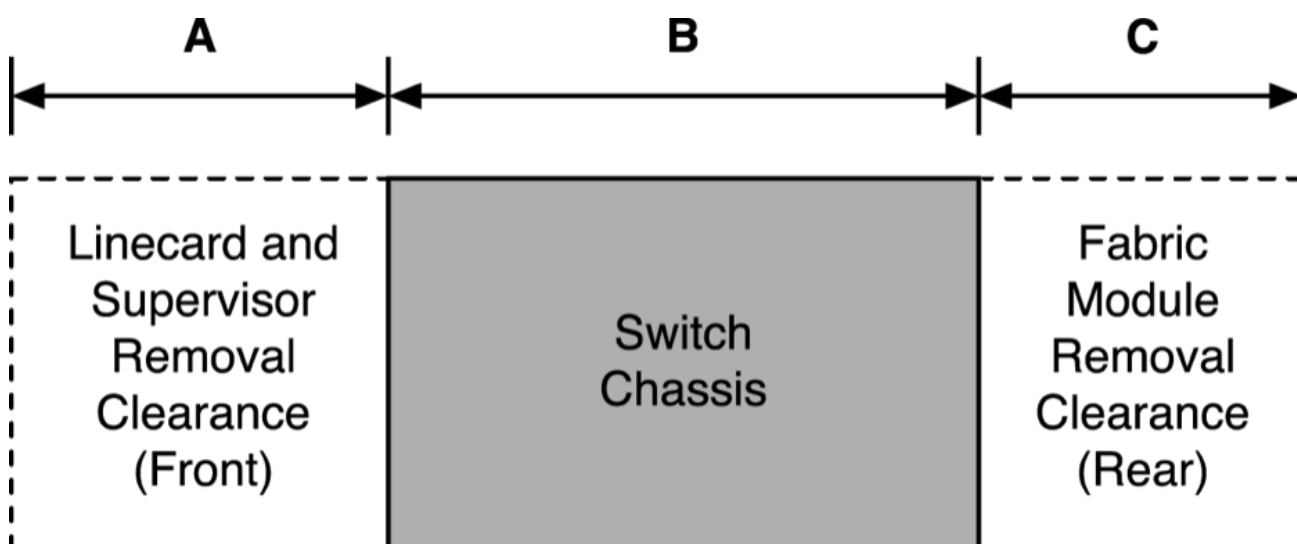 A
B
C
Linecard and
Supervisor
Removal
Clearance
(Front)
Switch
Chassis
Fabric
Module
Removal
Clearance
(Rear)